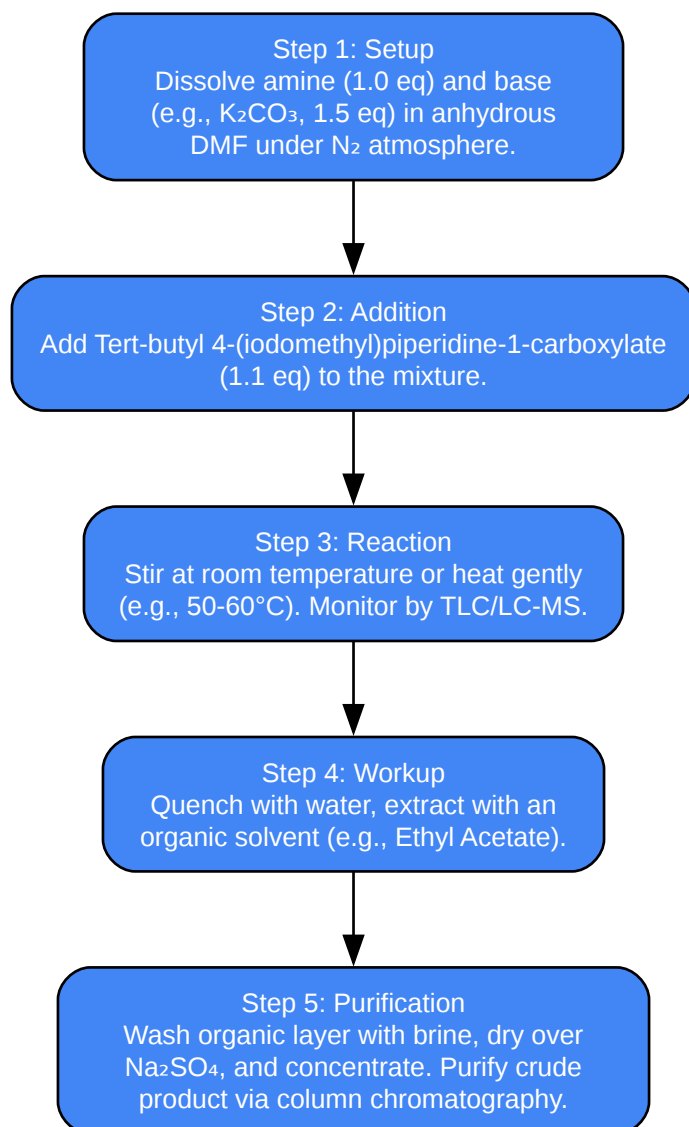 Step 1: Setup
Dissolve amine (1.0 eq) and base
(e.g., K₂CO₃, 1.5 eq) in anhydrous
DMF under N₂ atmosphere.
Step 2: Addition
Add Tert-butyl 4-(iodomethyl)piperidine-1-carboxylate
(1.1 eq) to the mixture.
Step 3: Reaction
Stir at room temperature or heat gently
(e.g., 50-60°C). Monitor by TLC/LC-MS.
Step 4: Workup
Quench with water, extract with an
organic solvent (e.g., Ethyl Acetate).
Step 5: Purification
Wash organic layer with brine, dry over
Na₂SO₄, and concentrate. Purify crude
product via column chromatography.